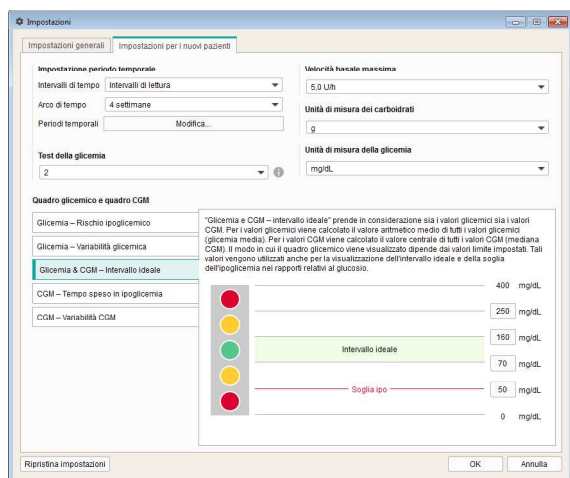 Impostazioni
Impostazioni generali
Impostazioni per i nuovi pazienti
Impostazione periodo temporale
Intervalli di tempo
Intervalli di lettura
Arco di tempo
4 settimane
Periodi temporali
Modifica...
Test della glicemia
2
Velocità basale massima
5,0 U/h
Unità di misura dei carboidrati
g
Unità di misura della glicemia
mg/dL
Quadro glicemico e quadro CGM
Glicemia – Rischio ipoglicemico
Glicemia – Variabilità glicemica
Glicemia & CGM – Intervallo ideale
CGM – Tempo speso in ipoglicemia
CGM – Variabilità CGM
"Glicemia e CGM – intervallo ideale" prende in considerazione sia i valori glicemici sia i valori
CGM. Per i valori glicemici viene calcolato il valore aritmetico medio di tutti i valori glicemici
(glicemia media). Per i valori CGM viene calcolato il valore centrale di tutti i valori CGM (mediana
CGM). Il modo in cui il quadro glicemico viene visualizzato dipende dai valori limite impostati. Tali
valori vengono utilizzati anche per la visualizzazione dell'intervallo ideale e della soglia
dell'ipoglicemia nei rapporti relativi al glucosio.
400 mg/dL
250 mg/dL
160 mg/dL
Intervallo ideale
70 mg/dL
Soglia ipo
50 mg/dL
0 mg/dL
Ripristina impostazioni
OK
Annulla